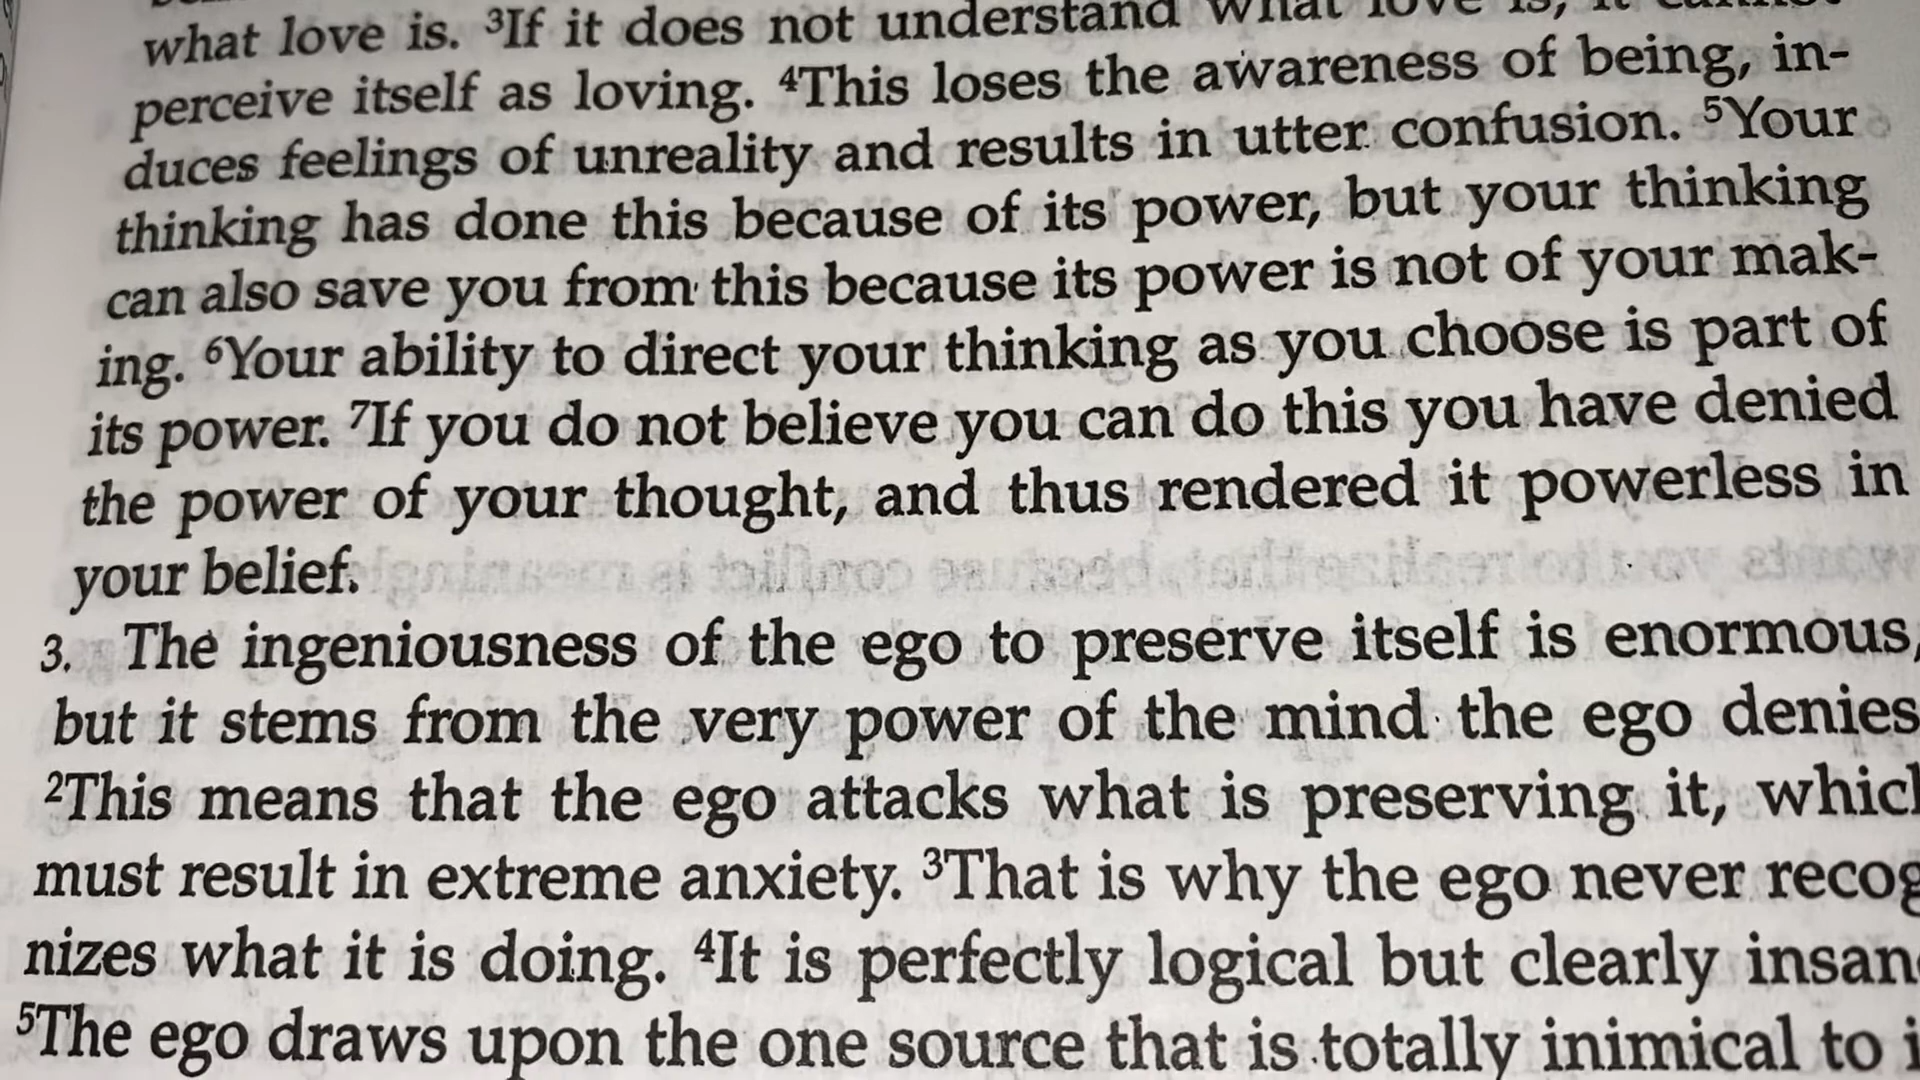 what love is. ³If it does not understand what love is, it cannot
perceive itself as loving. ⁴This loses the awareness of being, in-
duces feelings of unreality and results in utter confusion. ⁵Your
thinking has done this because of its power, but your thinking
can also save you from this because its power is not of your mak-
ing. ⁶Your ability to direct your thinking as you choose is part of
its power. ⁷If you do not believe you can do this you have denied
the power of your thought, and thus rendered it powerless in
your belief.
3. The ingeniousness of the ego to preserve itself is enormous,
but it stems from the very power of the mind the ego denies
²This means that the ego attacks what is preserving it, which
must result in extreme anxiety. ³That is why the ego never recog
nizes what it is doing. ⁴It is perfectly logical but clearly insane
⁵The ego draws upon the one source that is totally inimical to i